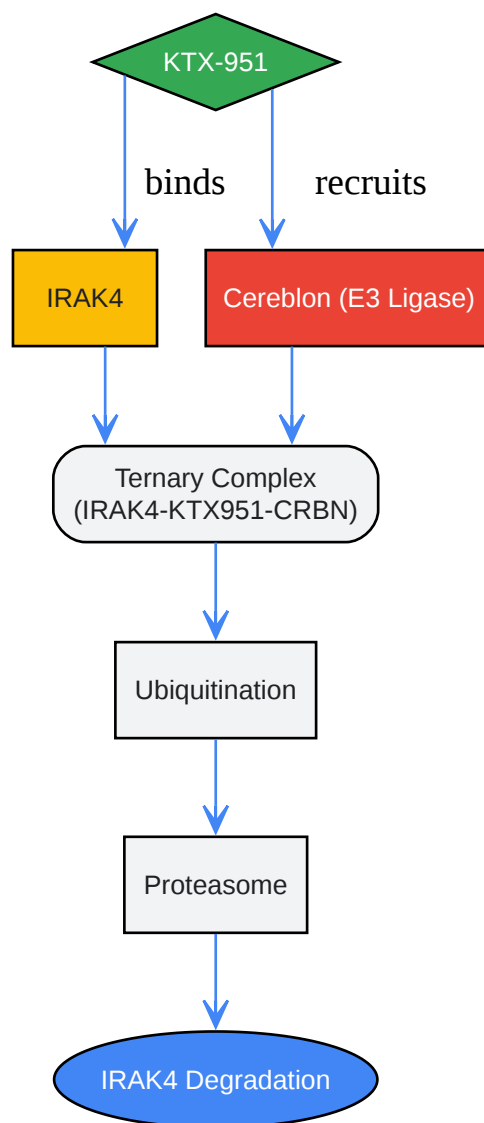 KTX-951
binds
recruits
IRAK4
Cereblon (E3 Ligase)
Ternary Complex
(IRAK4-KTX951-CRBN)
Ubiquitination
Proteasome
IRAK4 Degradation